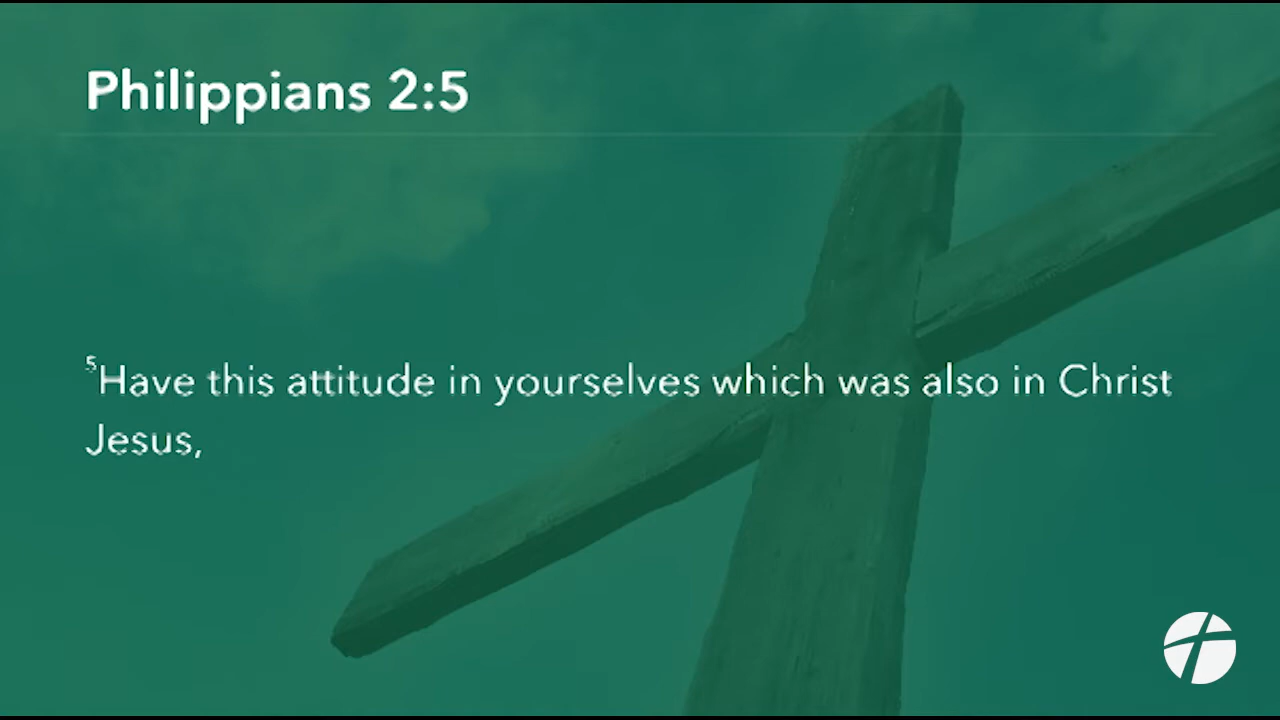 Philippians 2:5
⁵Have this attitude in yourselves which was also in Christ
Jesus,